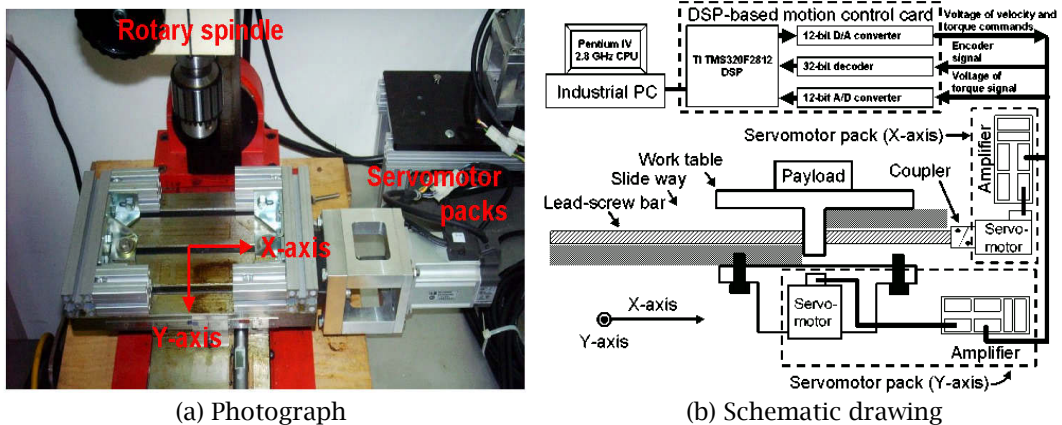 Rotary spindle
Servomotor
packs
X-axis
Y-axis
(a) Photograph
DSP-based motion control card
Pentium IV
2.8 GHz CPU
Industrial PC
TI TMS320F2812
DSP
12-bit D/A converter
32-bit decoder
12-bit A/D converter
Voltage of velocity and
torque commands
Encoder
signal
Voltage of
torque signal
Servomotor pack (X-axis)
Amplifier
Work table
Slide way
Lead-screw bar
Payload
Coupler
Servo-
motor
Servo-
motor
X-axis
Y-axis
Amplifier
Servomotor pack (Y-axis)
(b) Schematic drawing